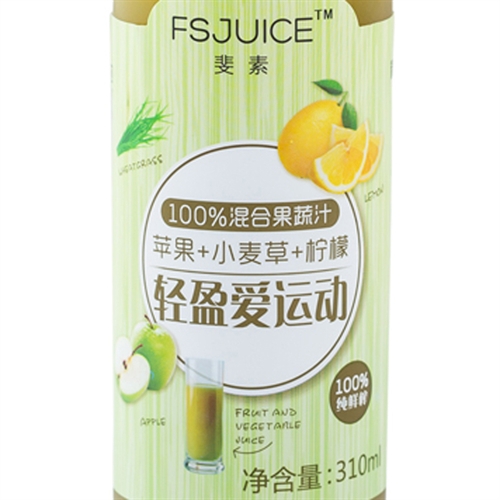 FSJUICE™
斐素
WHEATGRASS
LEMON
100%混合果蔬汁
苹果+小麦草+柠檬
轻盈爱运动
APPLE
FRUIT AND
VEGETABLE
JUICE
100%
纯鲜榨
净含量:310ml